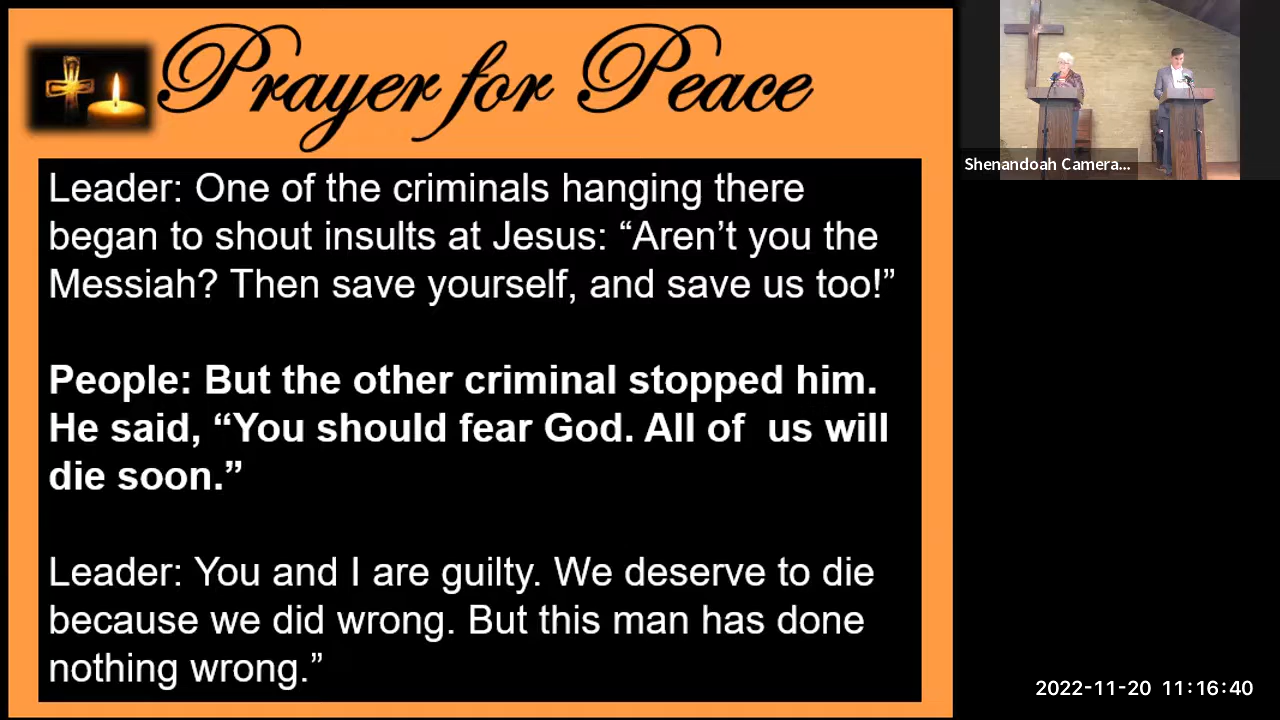 Prayer for Peace
Leader: One of the criminals hanging there
began to shout insults at Jesus: “Aren’t you the
Messiah? Then save yourself, and save us too!”
People: But the other criminal stopped him.
He said, “You should fear God. All of  us will
die soon.”
Leader: You and I are guilty. We deserve to die
because we did wrong. But this man has done
nothing wrong.”
Shenandoah Camera...
2022-11-20 11:16:40